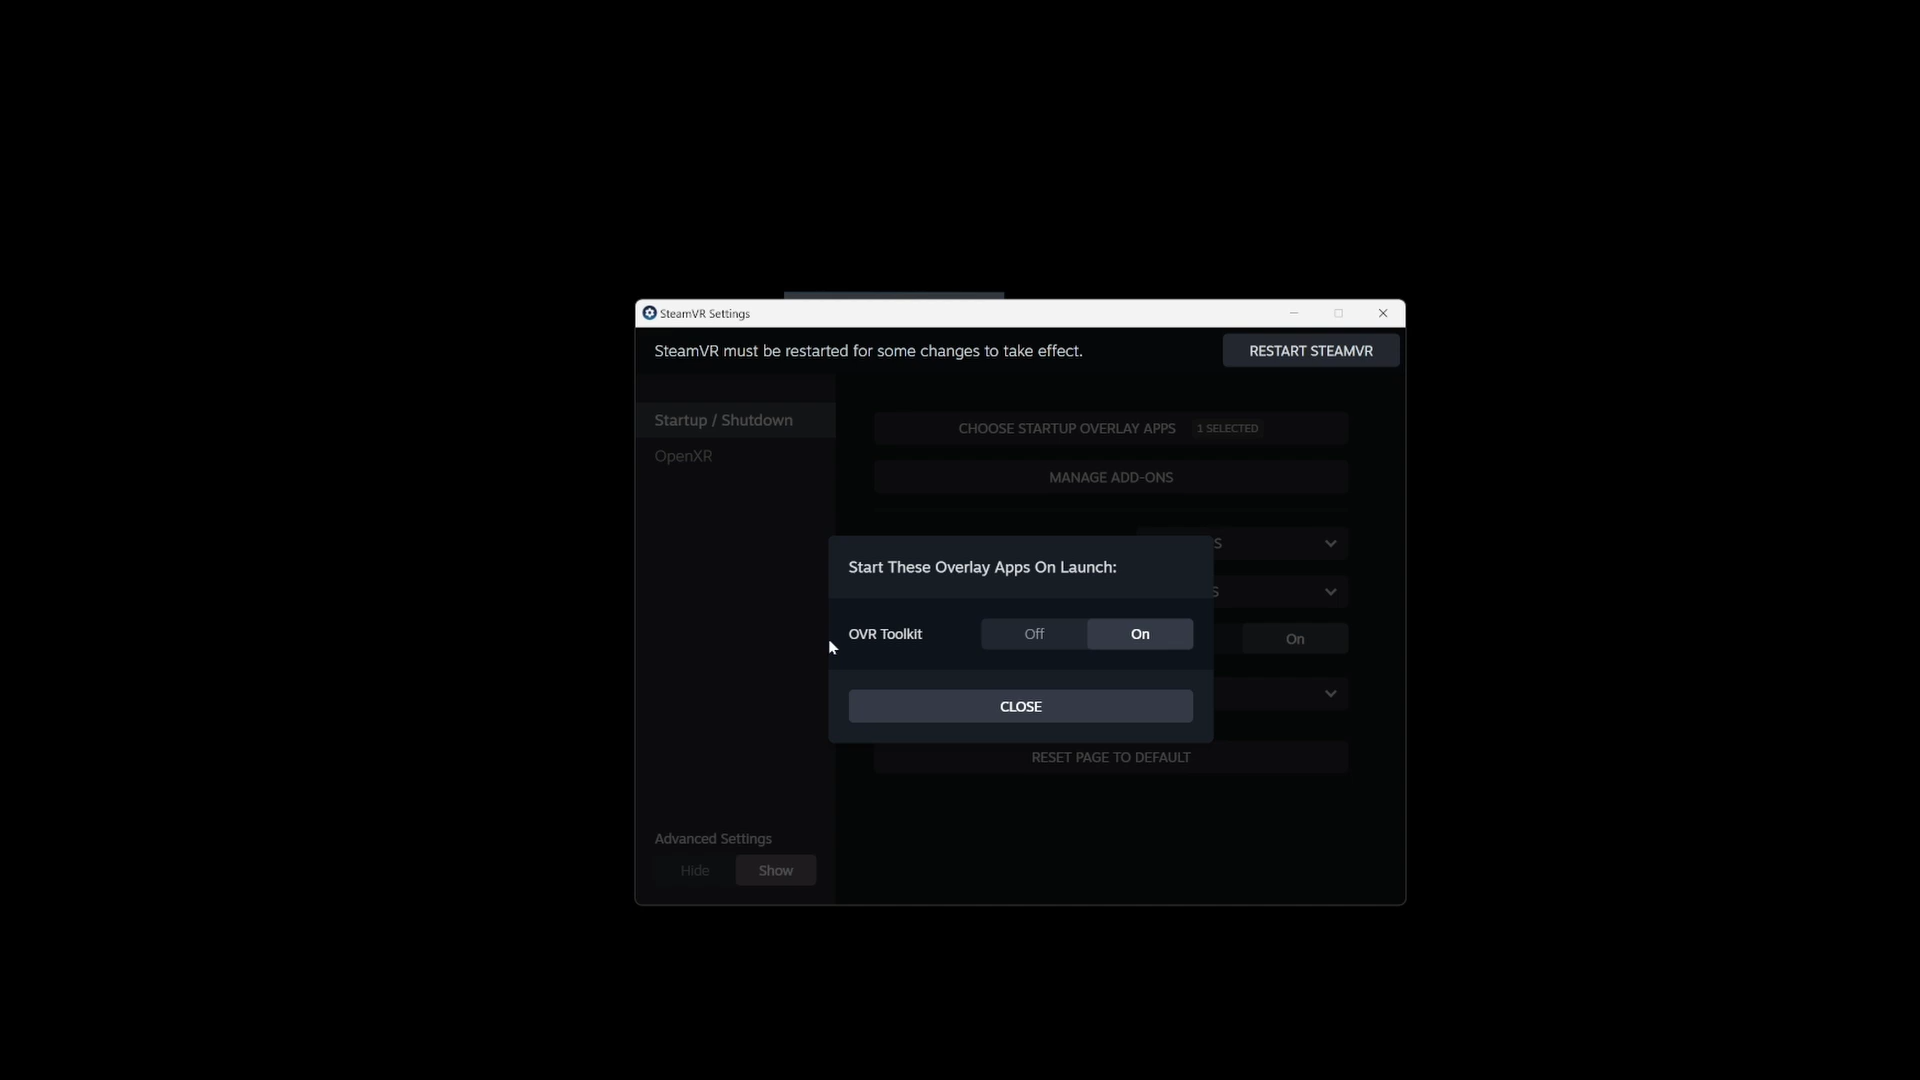 SteamVR Settings
SteamVR must be restarted for some changes to take effect.
RESTART STEAMVR
Startup / Shutdown
OpenXR
CHOOSE STARTUP OVERLAY APPS 1 SELECTED
MANAGE ADD-ONS
S
S
On
Start These Overlay Apps On Launch:
OVR Toolkit
Off
On
CLOSE
RESET PAGE TO DEFAULT
Advanced Settings
Hide
Show